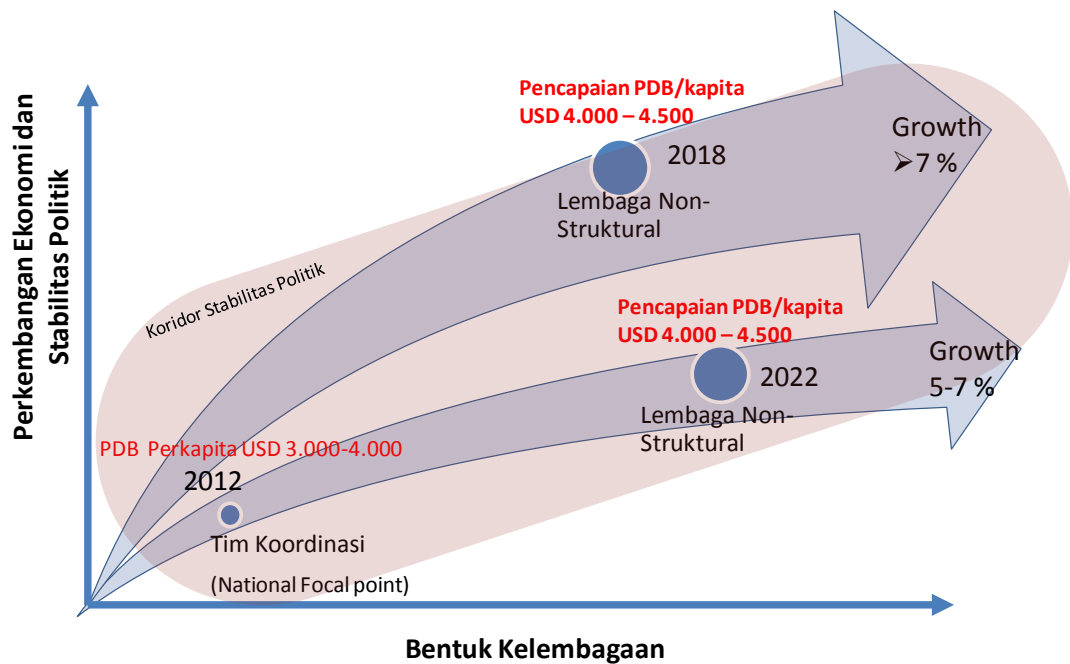 Perkembangan Ekonomi dan
Stabilitas Politik
Pencapaian PDB/kapita
USD 4.000 – 4.500
2018
Lembaga Non-
Struktural
Growth
➢7 %
Koridor Stabilitas Politik
Pencapaian PDB/kapita
USD 4.000 – 4.500
2022
Lembaga Non-
Struktural
Growth
5-7 %
PDB Perkapita USD 3.000-4.000
2012
Tim Koordinasi
(National Focal point)
Bentuk Kelembagaan